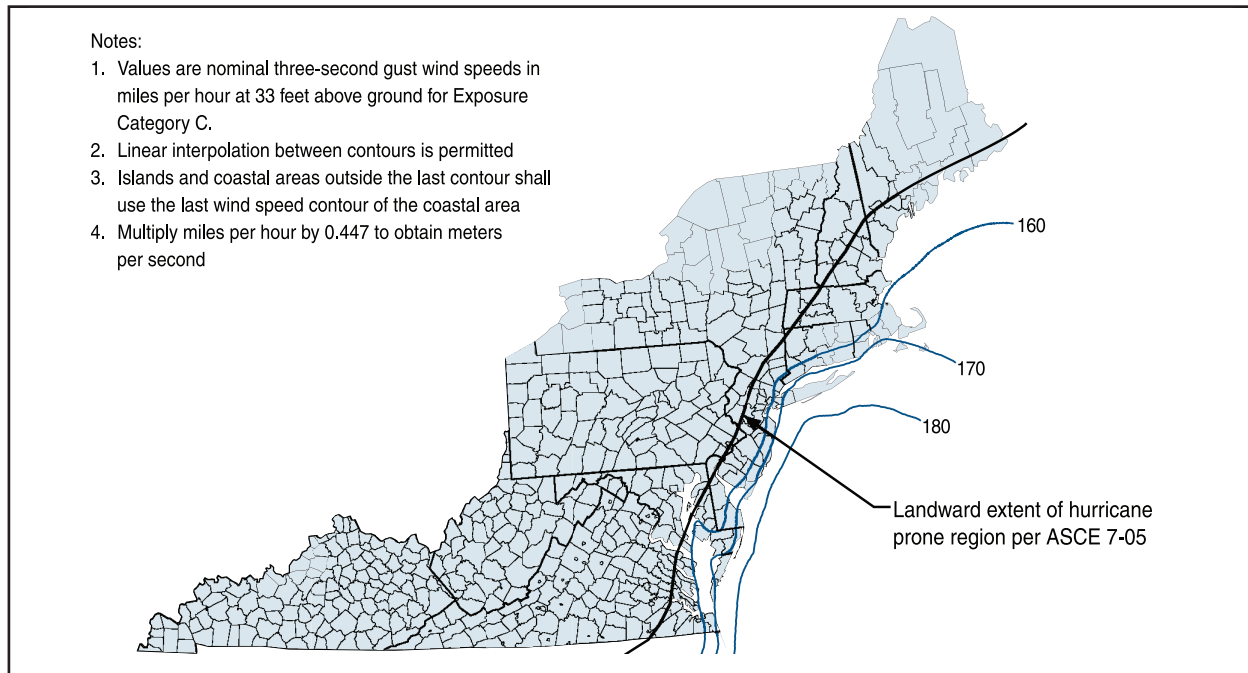 Notes:
1. Values are nominal three-second gust wind speeds in
miles per hour at 33 feet above ground for Exposure
Category C.
2. Linear interpolation between contours is permitted
3. Islands and coastal areas outside the last contour shall
use the last wind speed contour of the coastal area
4. Multiply miles per hour by 0.447 to obtain meters
per second
160
170
180
Landward extent of hurricane
prone region per ASCE 7-05